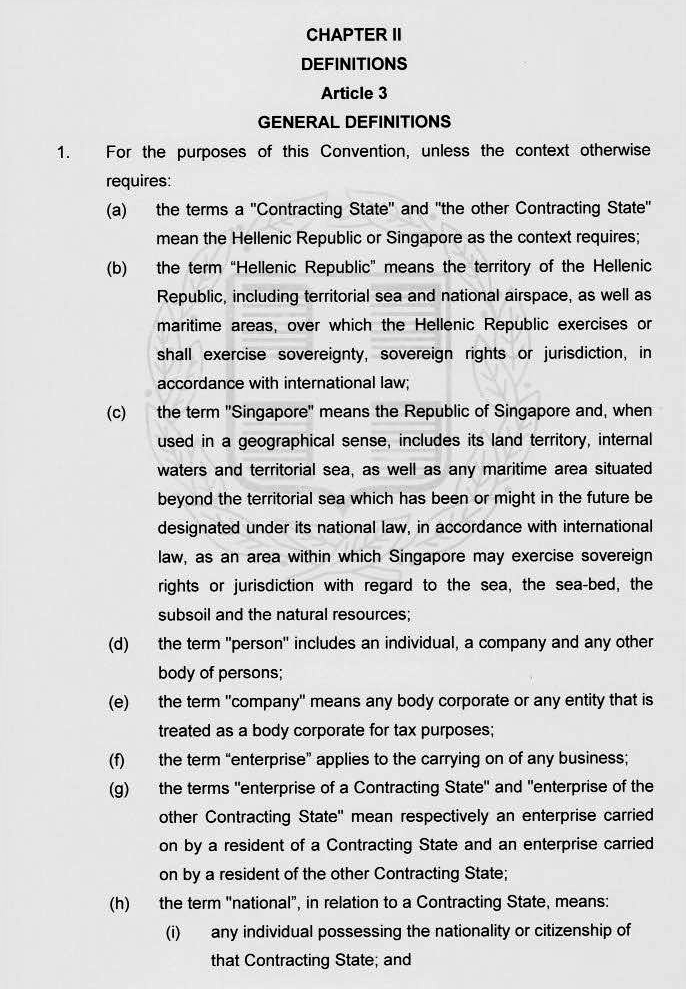 CHAPTER II
DEFINITIONS
Article 3
GENERAL DEFINITIONS
1. For the purposes of this Convention, unless the context otherwise
requires:
(a) the terms a "Contracting State" and "the other Contracting State"
mean the Hellenic Republic or Singapore as the context requires;
(b) the term “Hellenic Republic” means the territory of the Hellenic
Republic, including territorial sea and national airspace, as well as
maritime areas, over which the Hellenic Republic exercises or
shall exercise sovereignty, sovereign rights or jurisdiction, in
accordance with international law;
(c) the term "Singapore" means the Republic of Singapore and, when
used in a geographical sense, includes its land territory, internal
waters and territorial sea, as well as any maritime area situated
beyond the territorial sea which has been or might in the future be
designated under its national law, in accordance with international
law, as an area within which Singapore may exercise sovereign
rights or jurisdiction with regard to the sea, the sea-bed, the
subsoil and the natural resources;
(d) the term "person" includes an individual, a company and any other
body of persons;
(e) the term "company" means any body corporate or any entity that is
treated as a body corporate for tax purposes;
(f) the term “enterprise” applies to the carrying on of any business;
(g) the terms "enterprise of a Contracting State" and "enterprise of the
other Contracting State" mean respectively an enterprise carried
on by a resident of a Contracting State and an enterprise carried
on by a resident of the other Contracting State;
(h) the term "national”, in relation to a Contracting State, means:
(i) any individual possessing the nationality or citizenship of
that Contracting State; and